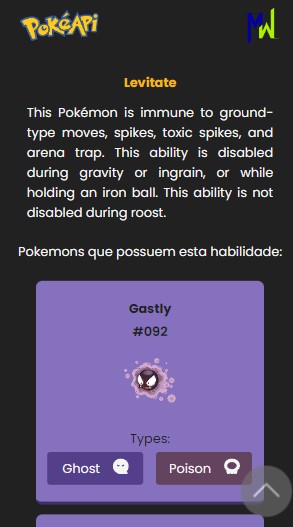 PokéApi
MW
Levitate
This Pokémon is immune to ground-
type moves, spikes, toxic spikes, and
arena trap. This ability is disabled
during gravity or ingrain, or while
holding an iron ball. This ability is not
disabled during roost.
Pokemons que possuem esta habilidade:
Gastly
#092
Types:
Ghost
Poison